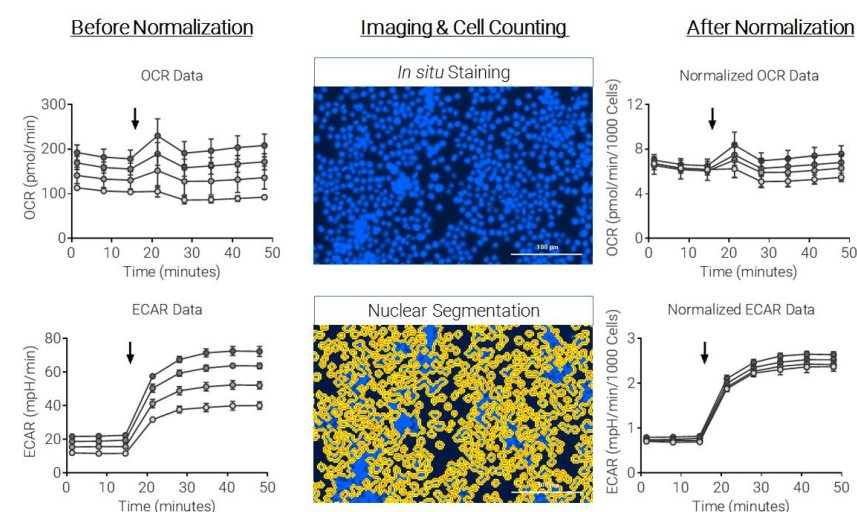 Before Normalization
Imaging & Cell Counting
After Normalization
OCR Data
OCR (pmol/min)
300
200
100
0
0 10 20 30 40 50
Time (minutes)
In situ Staining
100 µm
Normalized OCR Data
OCR (pmol/min/1000 Cells)
12
8
4
0
0 10 20 30 40 50
Time (minutes)
ECAR Data
ECAR (mpH/min)
80
60
40
20
0
0 10 20 30 40 50
Time (minutes)
Nuclear Segmentation
Normalized ECAR Data
ECAR (mpH/min/1000 Cells)
3
2
1
0
0 10 20 30 40 50
Time (minutes)